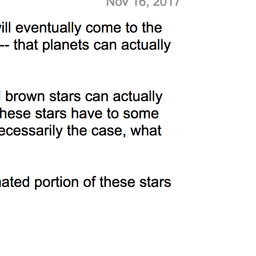 Nov 16, 2017
will eventually come to the
-- that planets can actually
brown stars can actually
these stars have to some
necessarily the case, what
nated portion of these stars